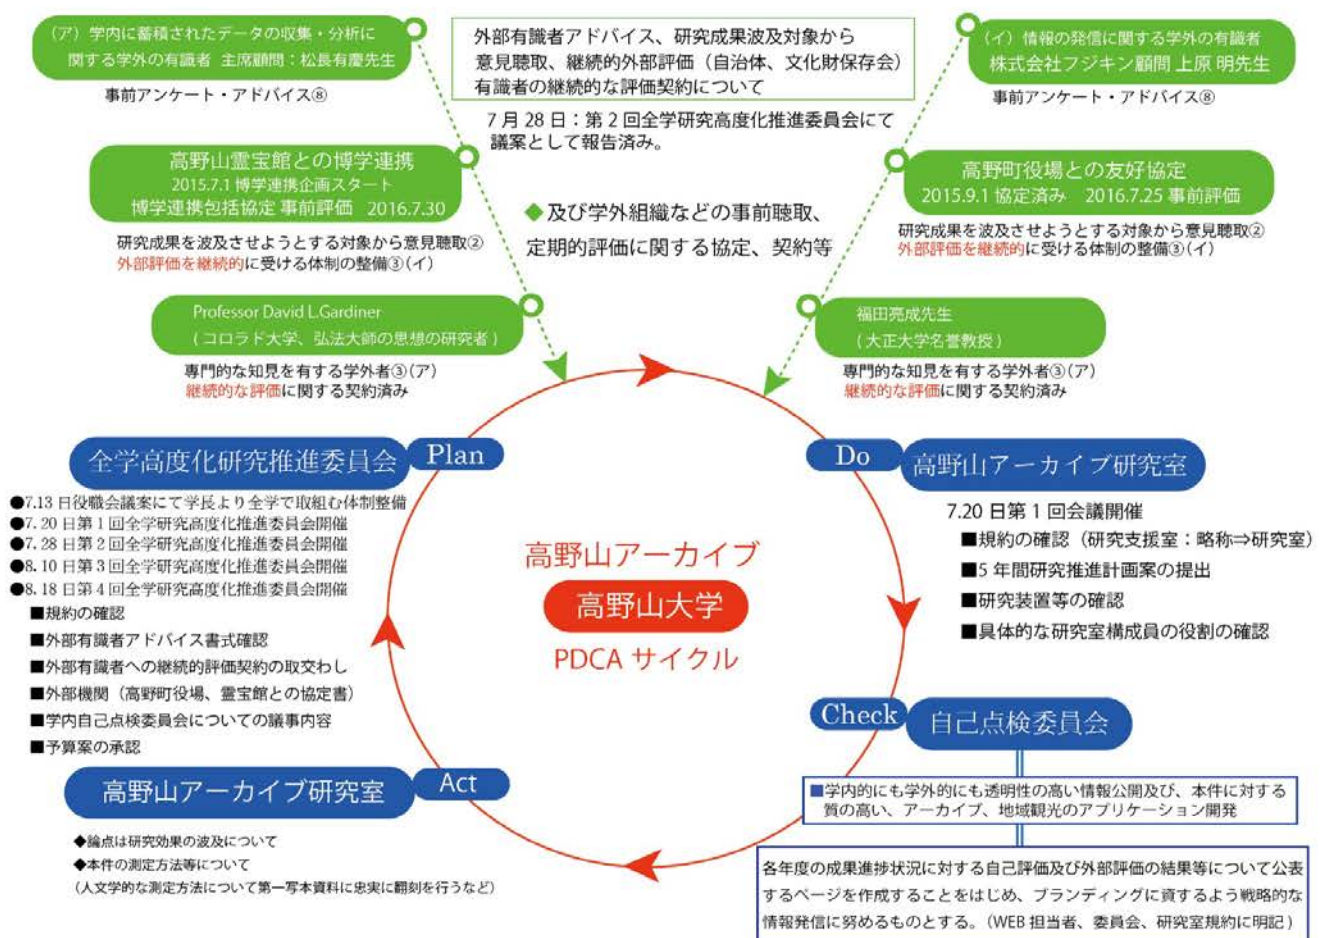 (ア) 学内に蓄積されたデータの収集・分析に
関する学外の有識者 主席顧問：松長有慶先生
事前アンケート・アドバイス⑧
外部有識者アドバイス、研究成果波及対象から
意見聴取、継続的外部評価（自治体、文化財保存会）
有識者の継続的な評価契約について
7月28日：第2回全学研究高度化推進委員会にて
議案として報告済み。
(イ) 情報の発信に関する学外の有識者
株式会社フジキン顧問 上原 明先生
事前アンケート・アドバイス⑧
高野山霊宝館との博学連携
2015.7.1 博学連携企画スタート
博学連携包括協定 事前評価 2016.7.30
研究成果を波及させようとする対象から意見聴取②
外部評価を継続的に受ける体制の整備③(イ)
◆及び学外組織などの事前聴取、
定期的評価に関する協定、契約等
高野町役場との友好協定
2015.9.1 協定済み 2016.7.25 事前評価
研究成果を波及させようとする対象から意見聴取②
外部評価を継続的に受ける体制の整備③(イ)
Professor David L.Gardiner
(コロラド大学、弘法大師の思想の研究者)
専門的な知見を有する学外者③(ア)
継続的な評価に関する契約済み
福田亮成先生
(大正大学名誉教授)
専門的な知見を有する学外者③(ア)
継続的な評価に関する契約済み
全学高度化研究推進委員会 Plan
●7.13 日役職会議案にて学長より全学で取組む体制整備
●7.20 日第1回全学研究高度化推進委員会開催
●7.28 日第2回全学研究高度化推進委員会開催
●8.10 日第3回全学研究高度化推進委員会開催
●8.18 日第4回全学研究高度化推進委員会開催
■規約の確認
■外部有識者アドバイス書式確認
■外部有識者への継続的評価契約の取交わし
■外部機関（高野町役場、霊宝館との協定書）
■学内自己点検委員会についての議事内容
■予算案の承認
Do 高野山アーカイブ研究室
7.20 日第1回会議開催
■規約の確認（研究支援室：略称⇒研究室）
■5年間研究推進計画案の提出
■研究装置等の確認
■具体的な研究室構成員の役割の確認
高野山アーカイブ
高野山大学
PDCA サイクル
Check 自己点検委員会
■学内的にも学外的にも透明性の高い情報公開及び、本件に対する
質の高い、アーカイブ、地域観光のアプリケーション開発
各年度の成果進捗状況に対する自己評価及び外部評価の結果等について公表
するページを作成することをはじめ、ブランディングに資するよう戦略的な
情報発信に努めるものとする。（WEB 担当者、委員会、研究室規約に明記）
高野山アーカイブ研究室 Act
◆論点は研究効果の波及について
◆本件の測定方法等について
（人文学的な測定方法について第一写本資料に忠実に翻刻を行うなど）